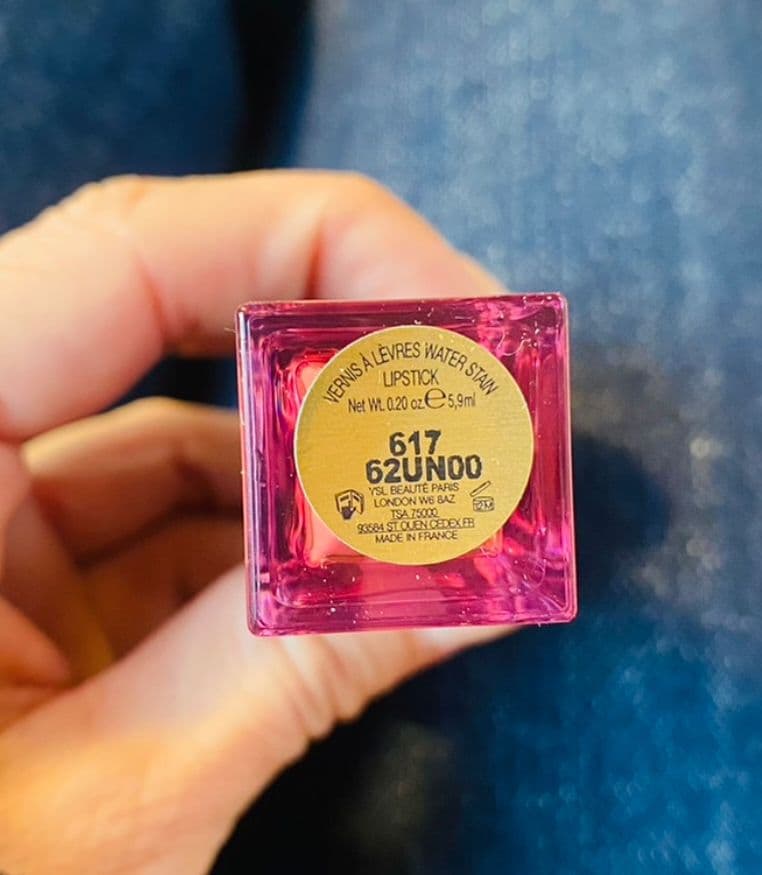 VERNIS À LÈVRES WATER STAIN
LIPSTICK
Net Wt. 0.20 oz.℮5,9ml
617
62UN00
YSL BEAUTÉ PARIS
LONDON W6 8AZ
TSA 75000
93584 ST OUEN CEDEX.FR
MADE IN FRANCE
12M